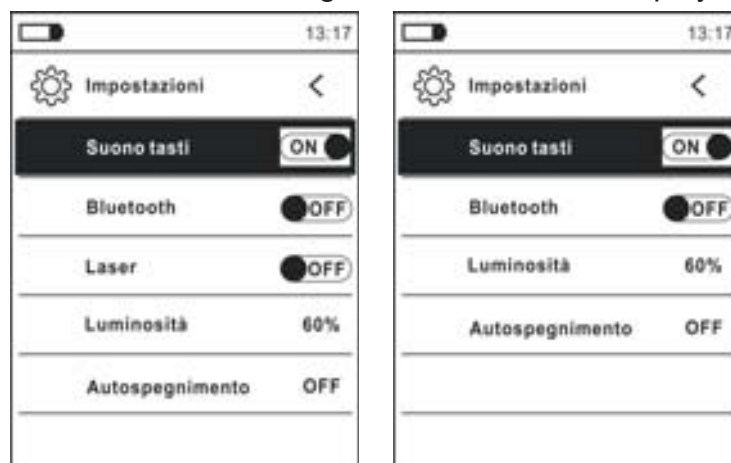 13:17
Impostazioni <
Suono tasti ON
Bluetooth OFF
Laser OFF
Luminosità 60%
Autospegnimento OFF
13:17
Impostazioni <
Suono tasti ON
Bluetooth OFF
Luminosità 60%
Autospegnimento OFF